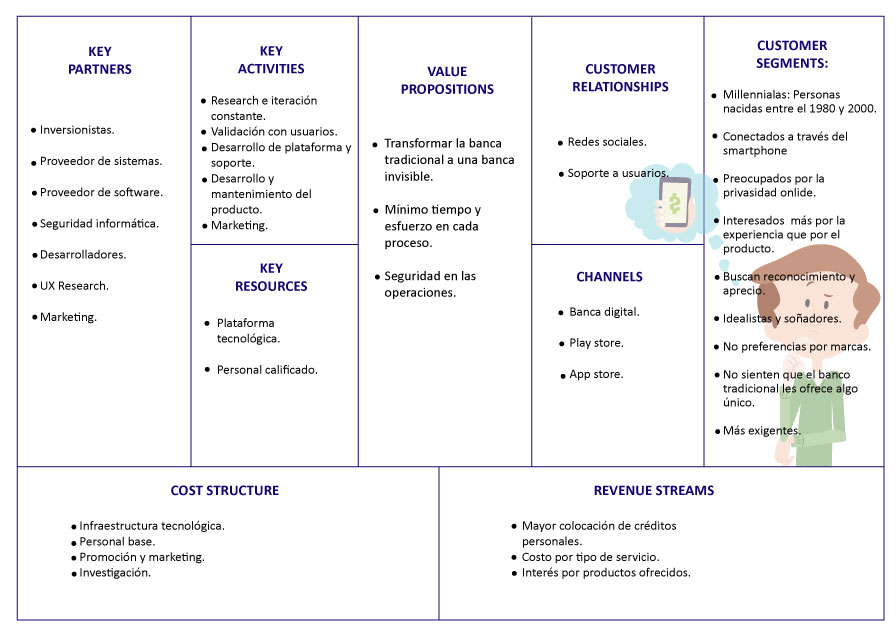 KEY
PARTNERS
• Inversionistas.
• Proveedor de sistemas.
• Proveedor de software.
• Seguridad informática.
• Desarrolladores.
• UX Research.
• Marketing.
KEY
ACTIVITIES
• Research e iteración
constante.
• Validación con usuarios.
• Desarrollo de plataforma y
soporte.
• Desarrollo y
mantenimiento del
producto.
• Marketing.
KEY
RESOURCES
• Plataforma
tecnológica.
• Personal calificado.
VALUE
PROPOSITIONS
• Transformar la banca
tradicional a una banca
invisible.
• Mínimo tiempo y
esfuerzo en cada
proceso.
• Seguridad en las
operaciones.
CUSTOMER
RELATIONSHIPS
• Redes sociales.
• Soporte a usuarios.
$
CHANNELS
• Banca digital.
• Play store.
• App store.
CUSTOMER
SEGMENTS:
• Millennialas: Personas
nacidas entre el 1980 y 2000.
• Conectados a través del
smartphone
• Preocupados por la
privasidad onlide.
• Interesados más por la
experiencia que por el
producto.
• Buscan reconocimiento y
aprecio.
• Idealistas y soñadores.
• No preferencias por marcas.
• No sienten que el banco
tradicional les ofrece algo
único.
• Más exigentes.
COST STRUCTURE
• Infraestructura tecnológica.
• Personal base.
• Promoción y marketing.
• Investigación.
REVENUE STREAMS
• Mayor colocación de créditos
personales.
• Costo por tipo de servicio.
• Interés por productos ofrecidos.